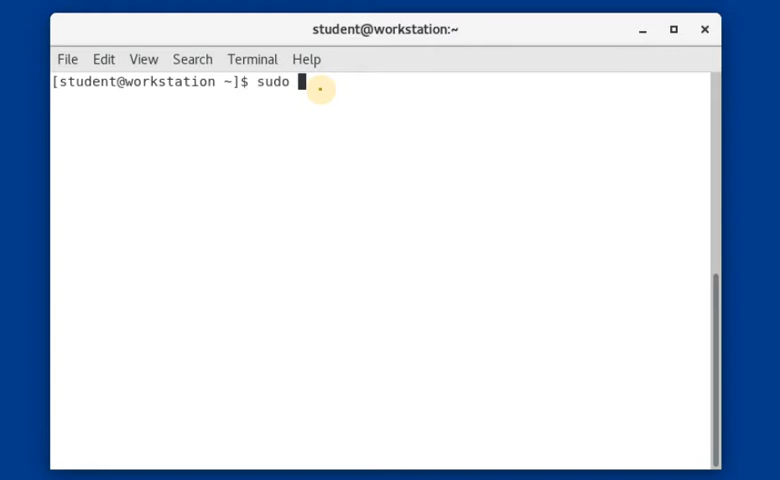 student@workstation:~
File Edit View Search Terminal Help
[student@workstation ~]$ sudo